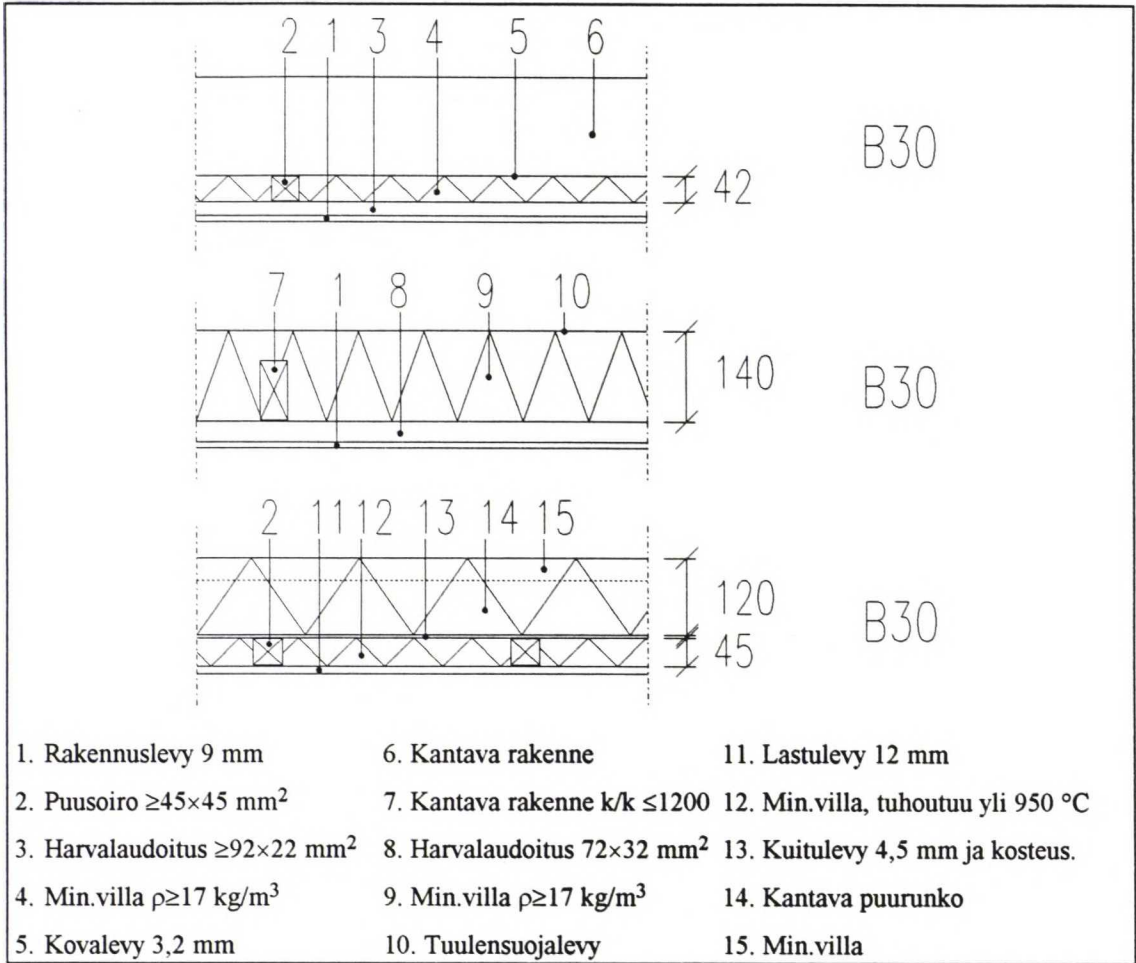 2 1 3 4 5 6
B30
42
7 1 8 9 10
140
B30
2 11 12 13 14 15
120
B30
45
1. Rakennuslevy 9 mm
2. Puusoiro ≥45×45 mm²
3. Harvalaudoitus ≥92×22 mm²
4. Min.villa ρ≥17 kg/m³
5. Kovalevy 3,2 mm
6. Kantava rakenne
7. Kantava rakenne k/k ≤1200
8. Harvalaudoitus 72×32 mm²
9. Min.villa ρ≥17 kg/m³
10. Tuulensuojalevy
11. Lastulevy 12 mm
12. Min.villa, tuhoutuu yli 950 °C
13. Kuitulevy 4,5 mm ja kosteus.
14. Kantava puurunko
15. Min.villa